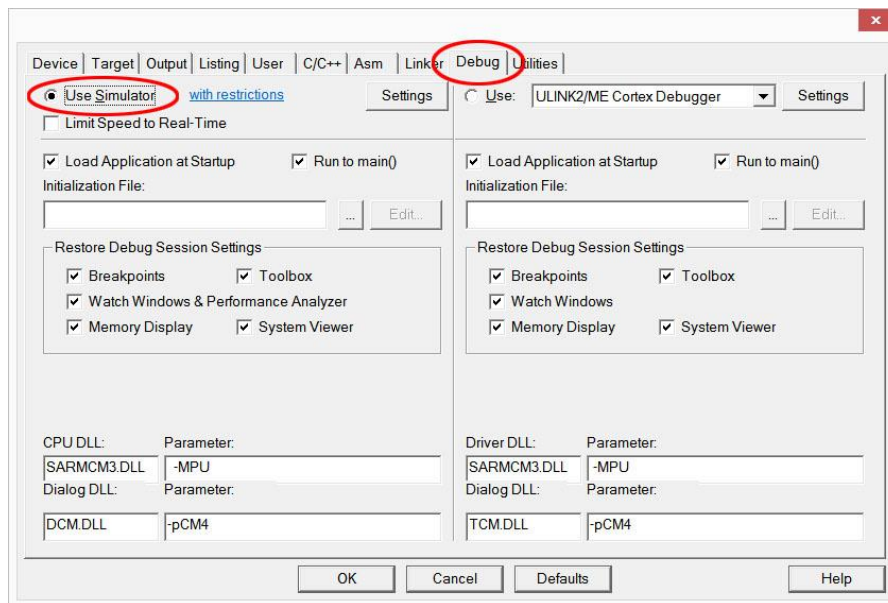 Device Target Output Listing User C/C++ Asm Linker Debug Utilities
Use Simulator with restrictions Settings
Limit Speed to Real-Time
Load Application at Startup Run to main()
Initialization File:
... Edit...
Restore Debug Session Settings
Breakpoints Toolbox
Watch Windows & Performance Analyzer
Memory Display System Viewer
CPU DLL: Parameter:
SARMCM3.DLL -MPU
Dialog DLL: Parameter:
DCM.DLL -pCM4
Use: ULINK2/ME Cortex Debugger Settings
Load Application at Startup Run to main()
Initialization File:
... Edit...
Restore Debug Session Settings
Breakpoints Toolbox
Watch Windows
Memory Display System Viewer
Driver DLL: Parameter:
SARMCM3.DLL -MPU
Dialog DLL: Parameter:
TCM.DLL -pCM4
OK Cancel Defaults Help